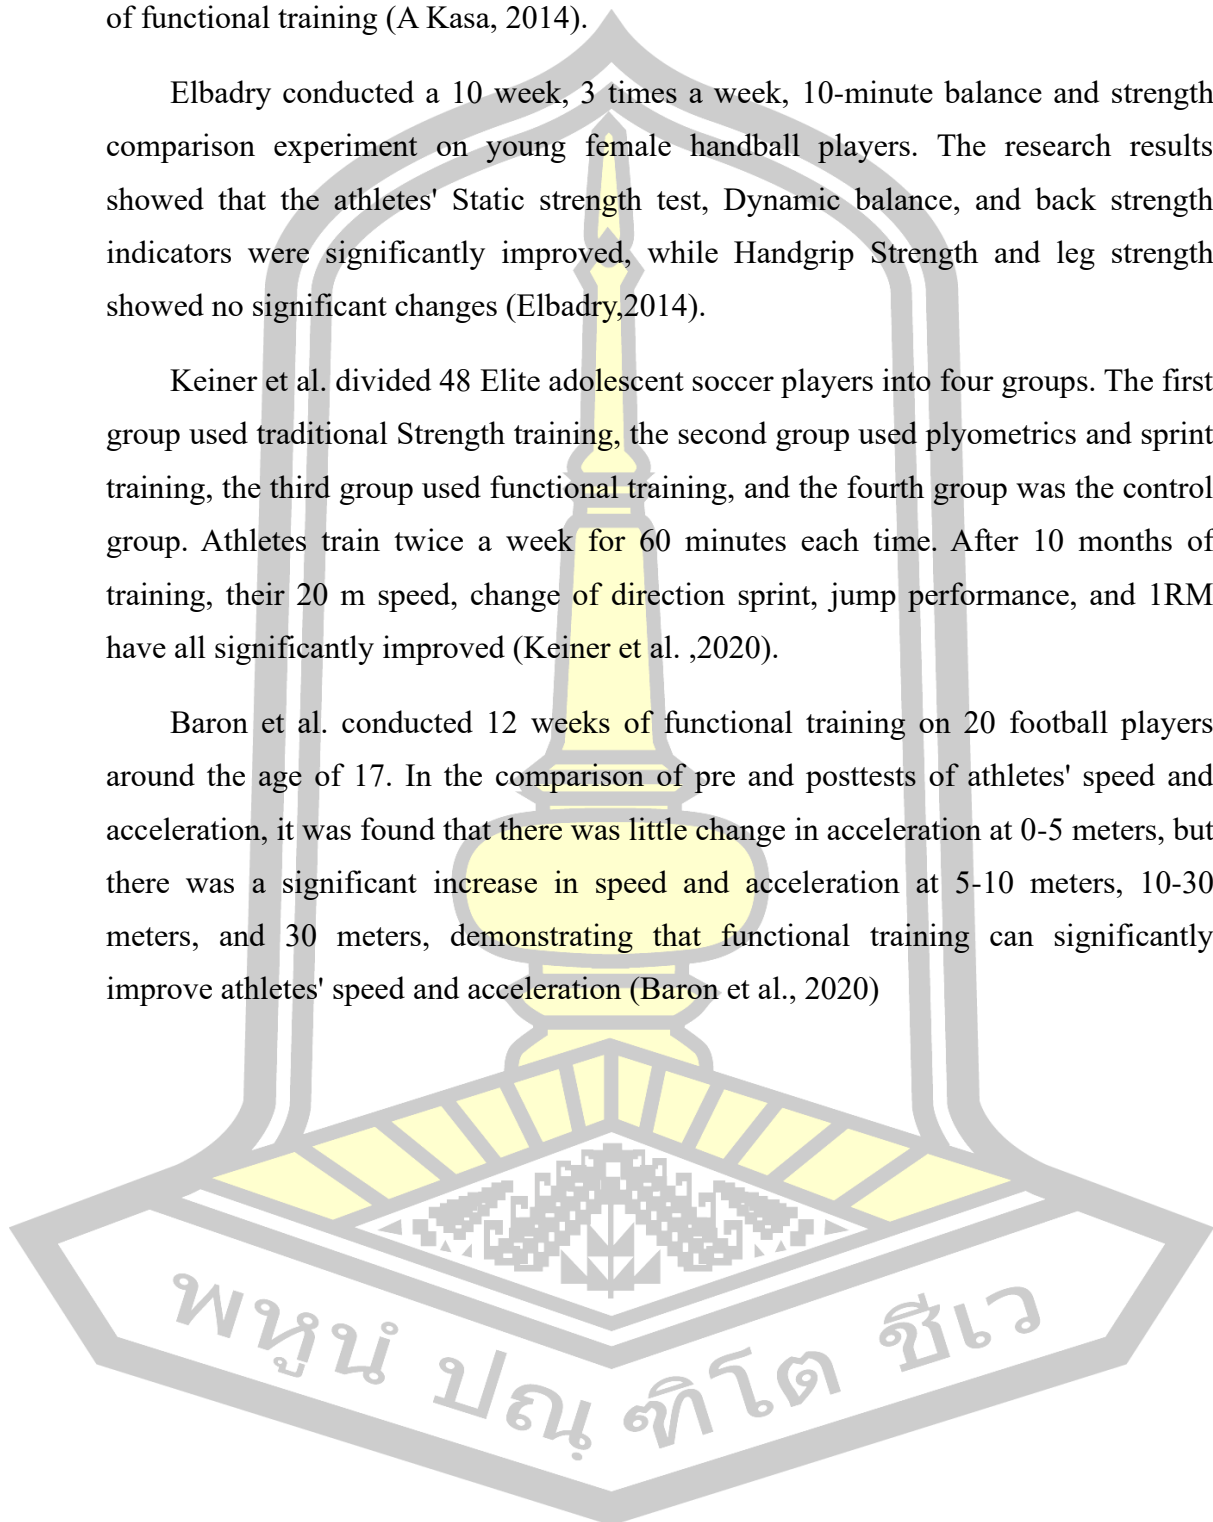 of functional training (A Kasa, 2014).
Elbadry conducted a 10 week, 3 times a week, 10-minute balance and strength
comparison experiment on young female handball players. The research results
showed that the athletes' Static strength test, Dynamic balance, and back strength
indicators were significantly improved, while Handgrip Strength and leg strength
showed no significant changes (Elbadry,2014).
Keiner et al. divided 48 Elite adolescent soccer players into four groups. The first
group used traditional Strength training, the second group used plyometrics and sprint
training, the third group used functional training, and the fourth group was the control
group. Athletes train twice a week for 60 minutes each time. After 10 months of
training, their 20 m speed, change of direction sprint, jump performance, and 1RM
have all significantly improved (Keiner et al. ,2020).
Baron et al. conducted 12 weeks of functional training on 20 football players
around the age of 17. In the comparison of pre and posttests of athletes' speed and
acceleration, it was found that there was little change in acceleration at 0-5 meters, but
there was a significant increase in speed and acceleration at 5-10 meters, 10-30
meters, and 30 meters, demonstrating that functional training can significantly
improve athletes' speed and acceleration (Baron et al., 2020)
พหูนํ ปณฺฑิโต ชีเว